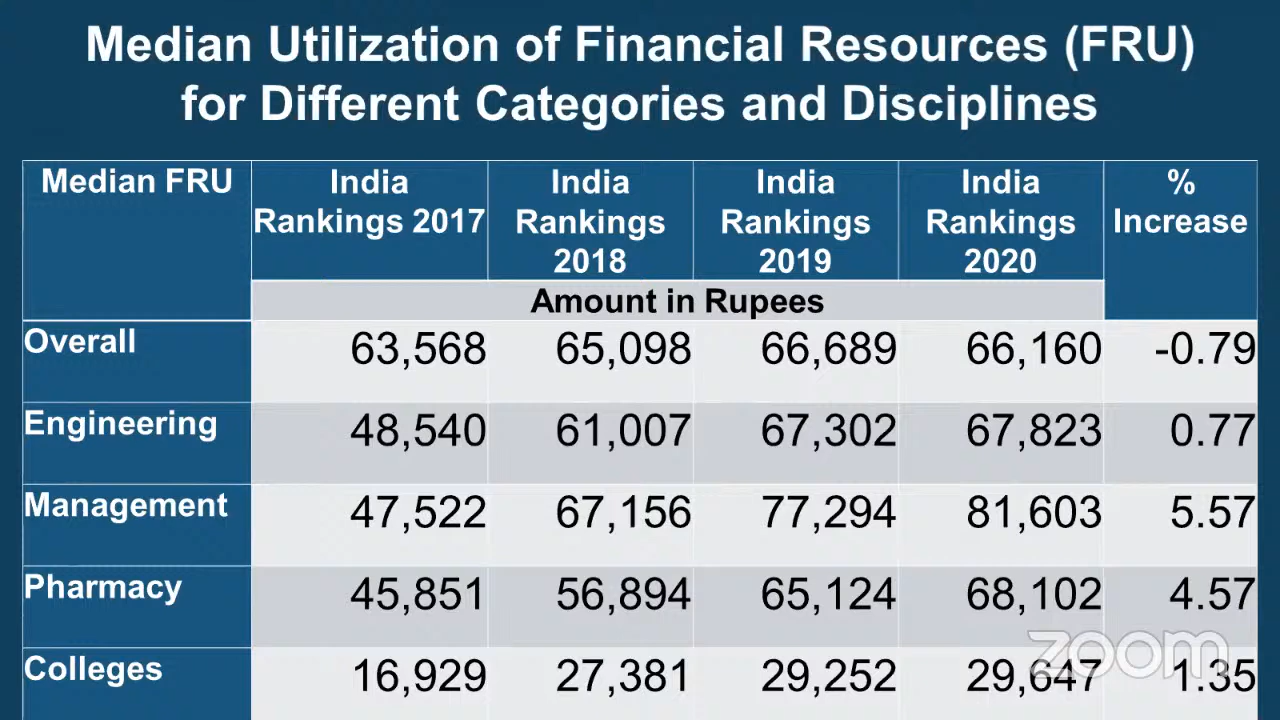 Median Utilization of Financial Resources (FRU)
for Different Categories and Disciplines
Median FRU India Rankings 2017 India Rankings 2018 India Rankings 2019 India Rankings 2020 % Increase
Amount in Rupees
Overall 63,568 65,098 66,689 66,160 -0.79
Engineering 48,540 61,007 67,302 67,823 0.77
Management 47,522 67,156 77,294 81,603 5.57
Pharmacy 45,851 56,894 65,124 68,102 4.57
Colleges 16,929 27,381 29,252 29,647 1.35
zoom